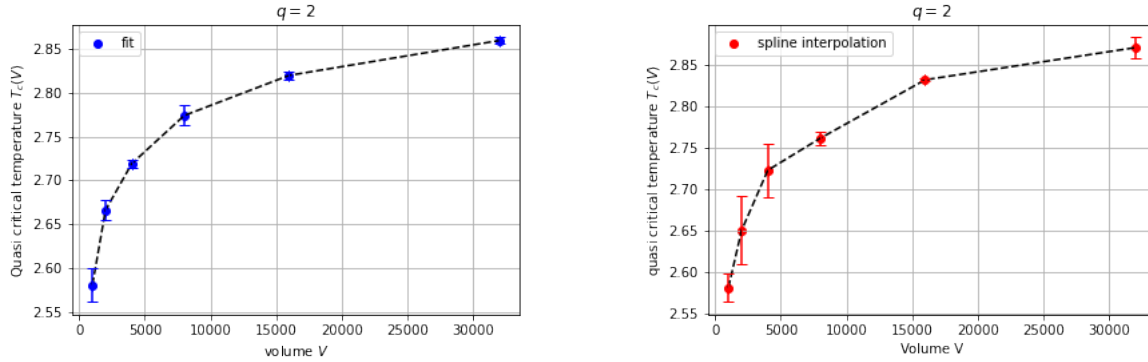 q = 2
Quasi critical temperature T_c(V)
2.85
2.80
2.75
2.70
2.65
2.60
2.55
fit
0 5000 10000 15000 20000 25000 30000
volume V
q = 2
quasi critical temperature T_c(V)
2.85
2.80
2.75
2.70
2.65
2.60
2.55
spline interpolation
0 5000 10000 15000 20000 25000 30000
Volume V